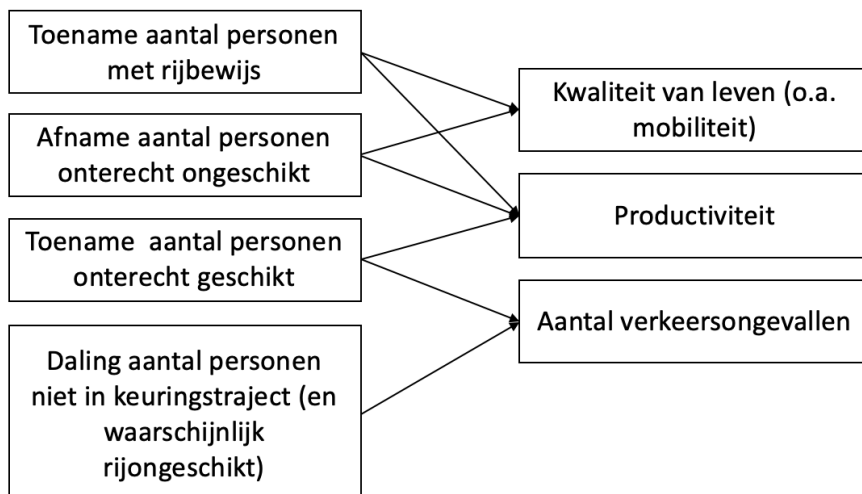 Toename aantal personen
met rijbewijs
Afname aantal personen
onterecht ongeschikt
Toename aantal personen
onterecht geschikt
Daling aantal personen
niet in keuringstraject (en
waarschijnlijk
rijongeschikt)
Kwaliteit van leven (o.a.
mobiliteit)
Productiviteit
Aantal verkeersongevallen